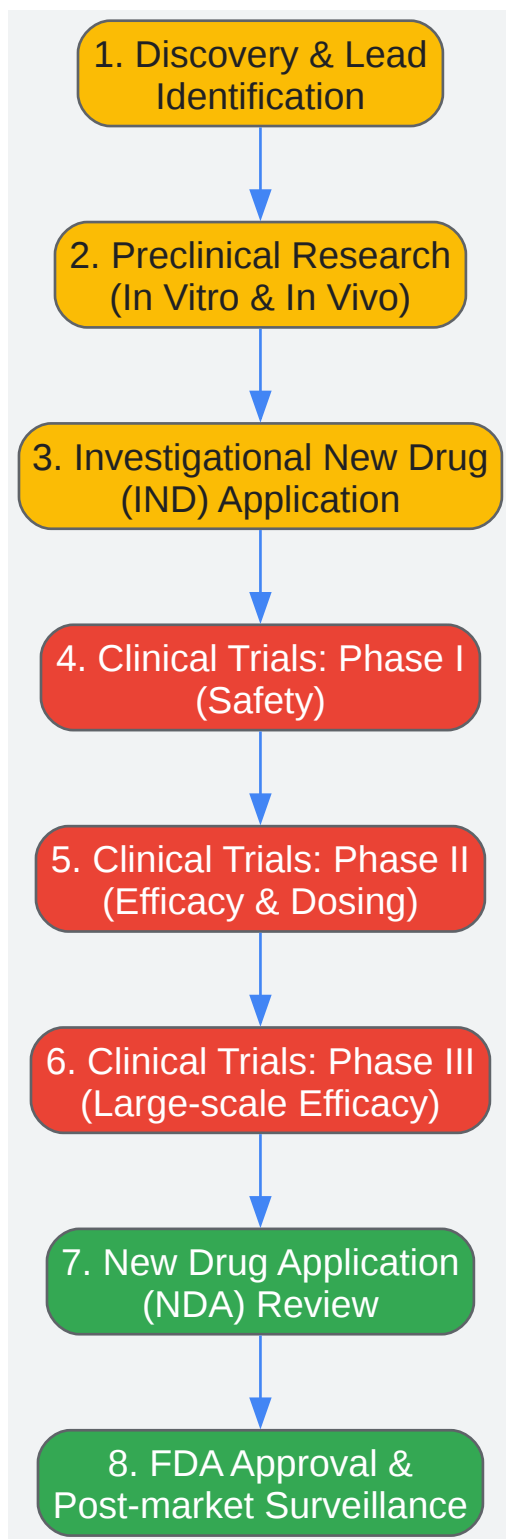 1. Discovery & Lead
Identification
2. Preclinical Research
(In Vitro & In Vivo)
3. Investigational New Drug
(IND) Application
4. Clinical Trials: Phase I
(Safety)
5. Clinical Trials: Phase II
(Efficacy & Dosing)
6. Clinical Trials: Phase III
(Large-scale Efficacy)
7. New Drug Application
(NDA) Review
8. FDA Approval &
Post-market Surveillance